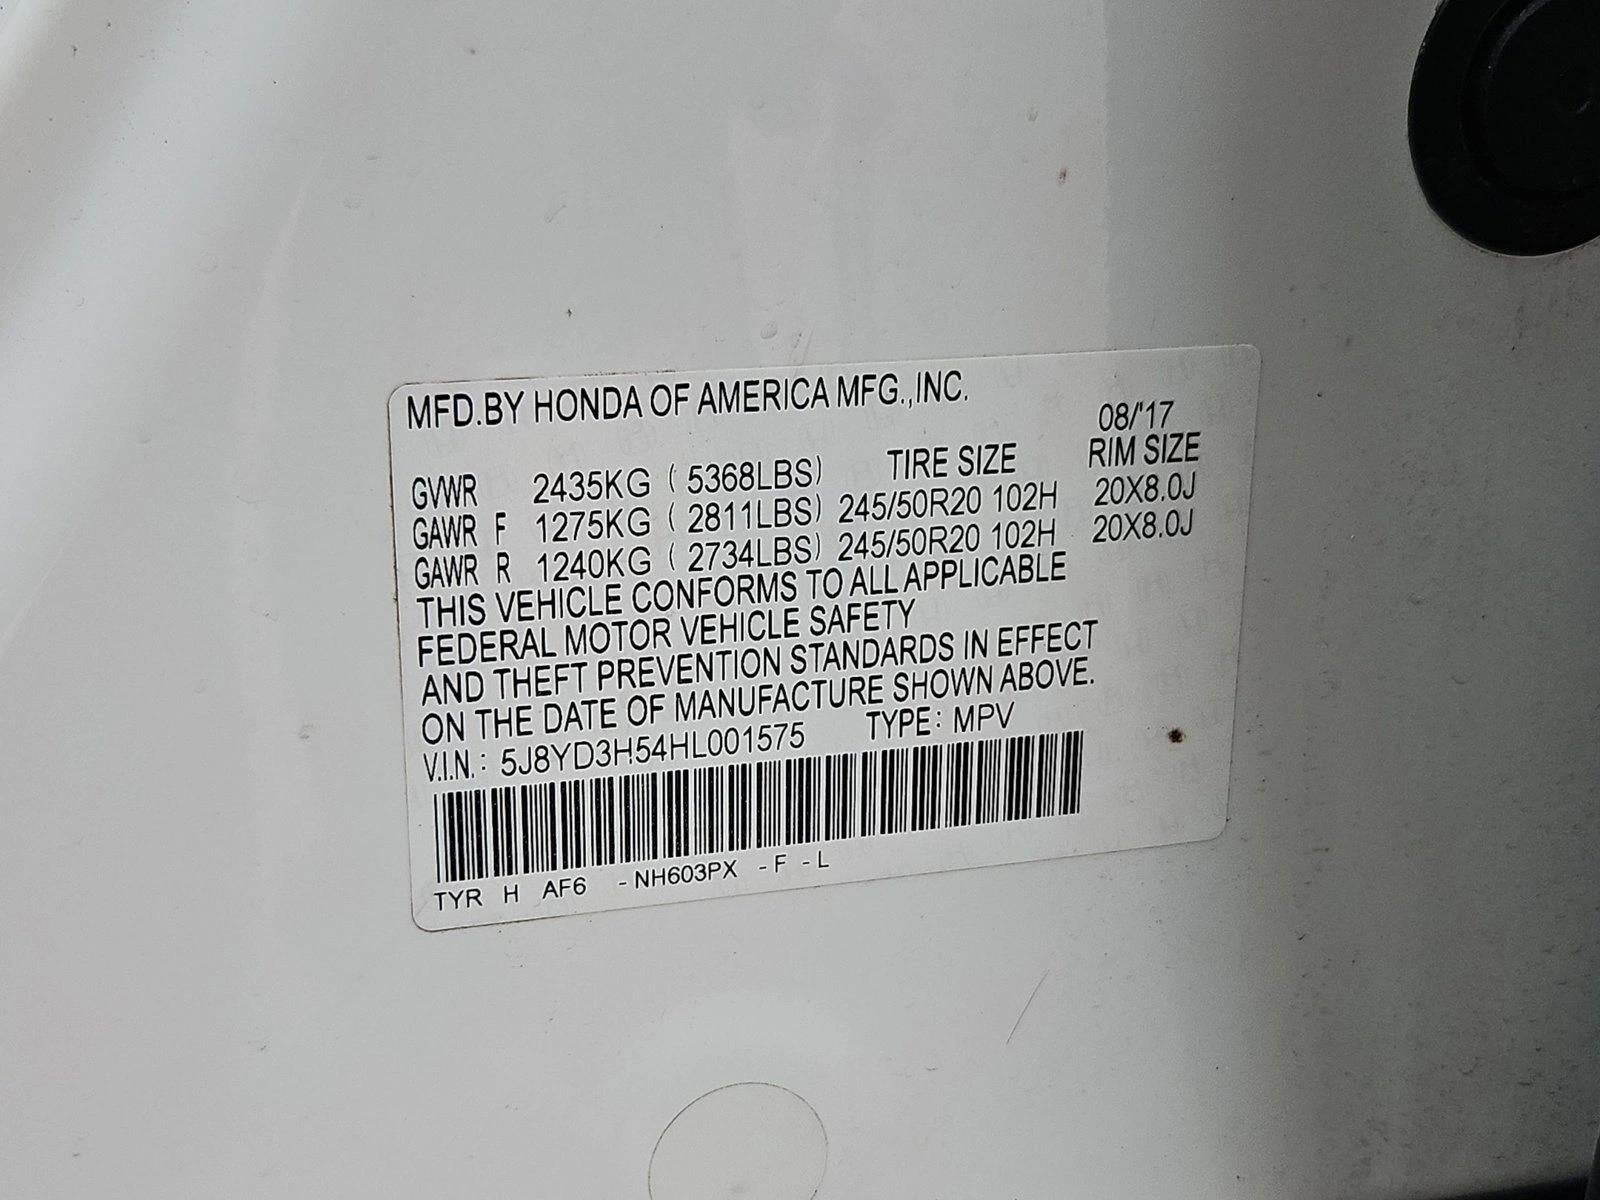 MFD.BY HONDA OF AMERICA MFG.,INC.
08/'17
GVWR 2435KG ( 5368LBS) TIRE SIZE RIM SIZE
GAWR F 1275KG ( 2811LBS) 245/50R20 102H 20X8.0J
GAWR R 1240KG ( 2734LBS) 245/50R20 102H 20X8.0J
THIS VEHICLE CONFORMS TO ALL APPLICABLE
FEDERAL MOTOR VEHICLE SAFETY
AND THEFT PREVENTION STANDARDS IN EFFECT
ON THE DATE OF MANUFACTURE SHOWN ABOVE.
V.I.N.: 5J8YD3H54HL001575 TYPE: MPV
TYR H AF6 -NH603PX -F -L